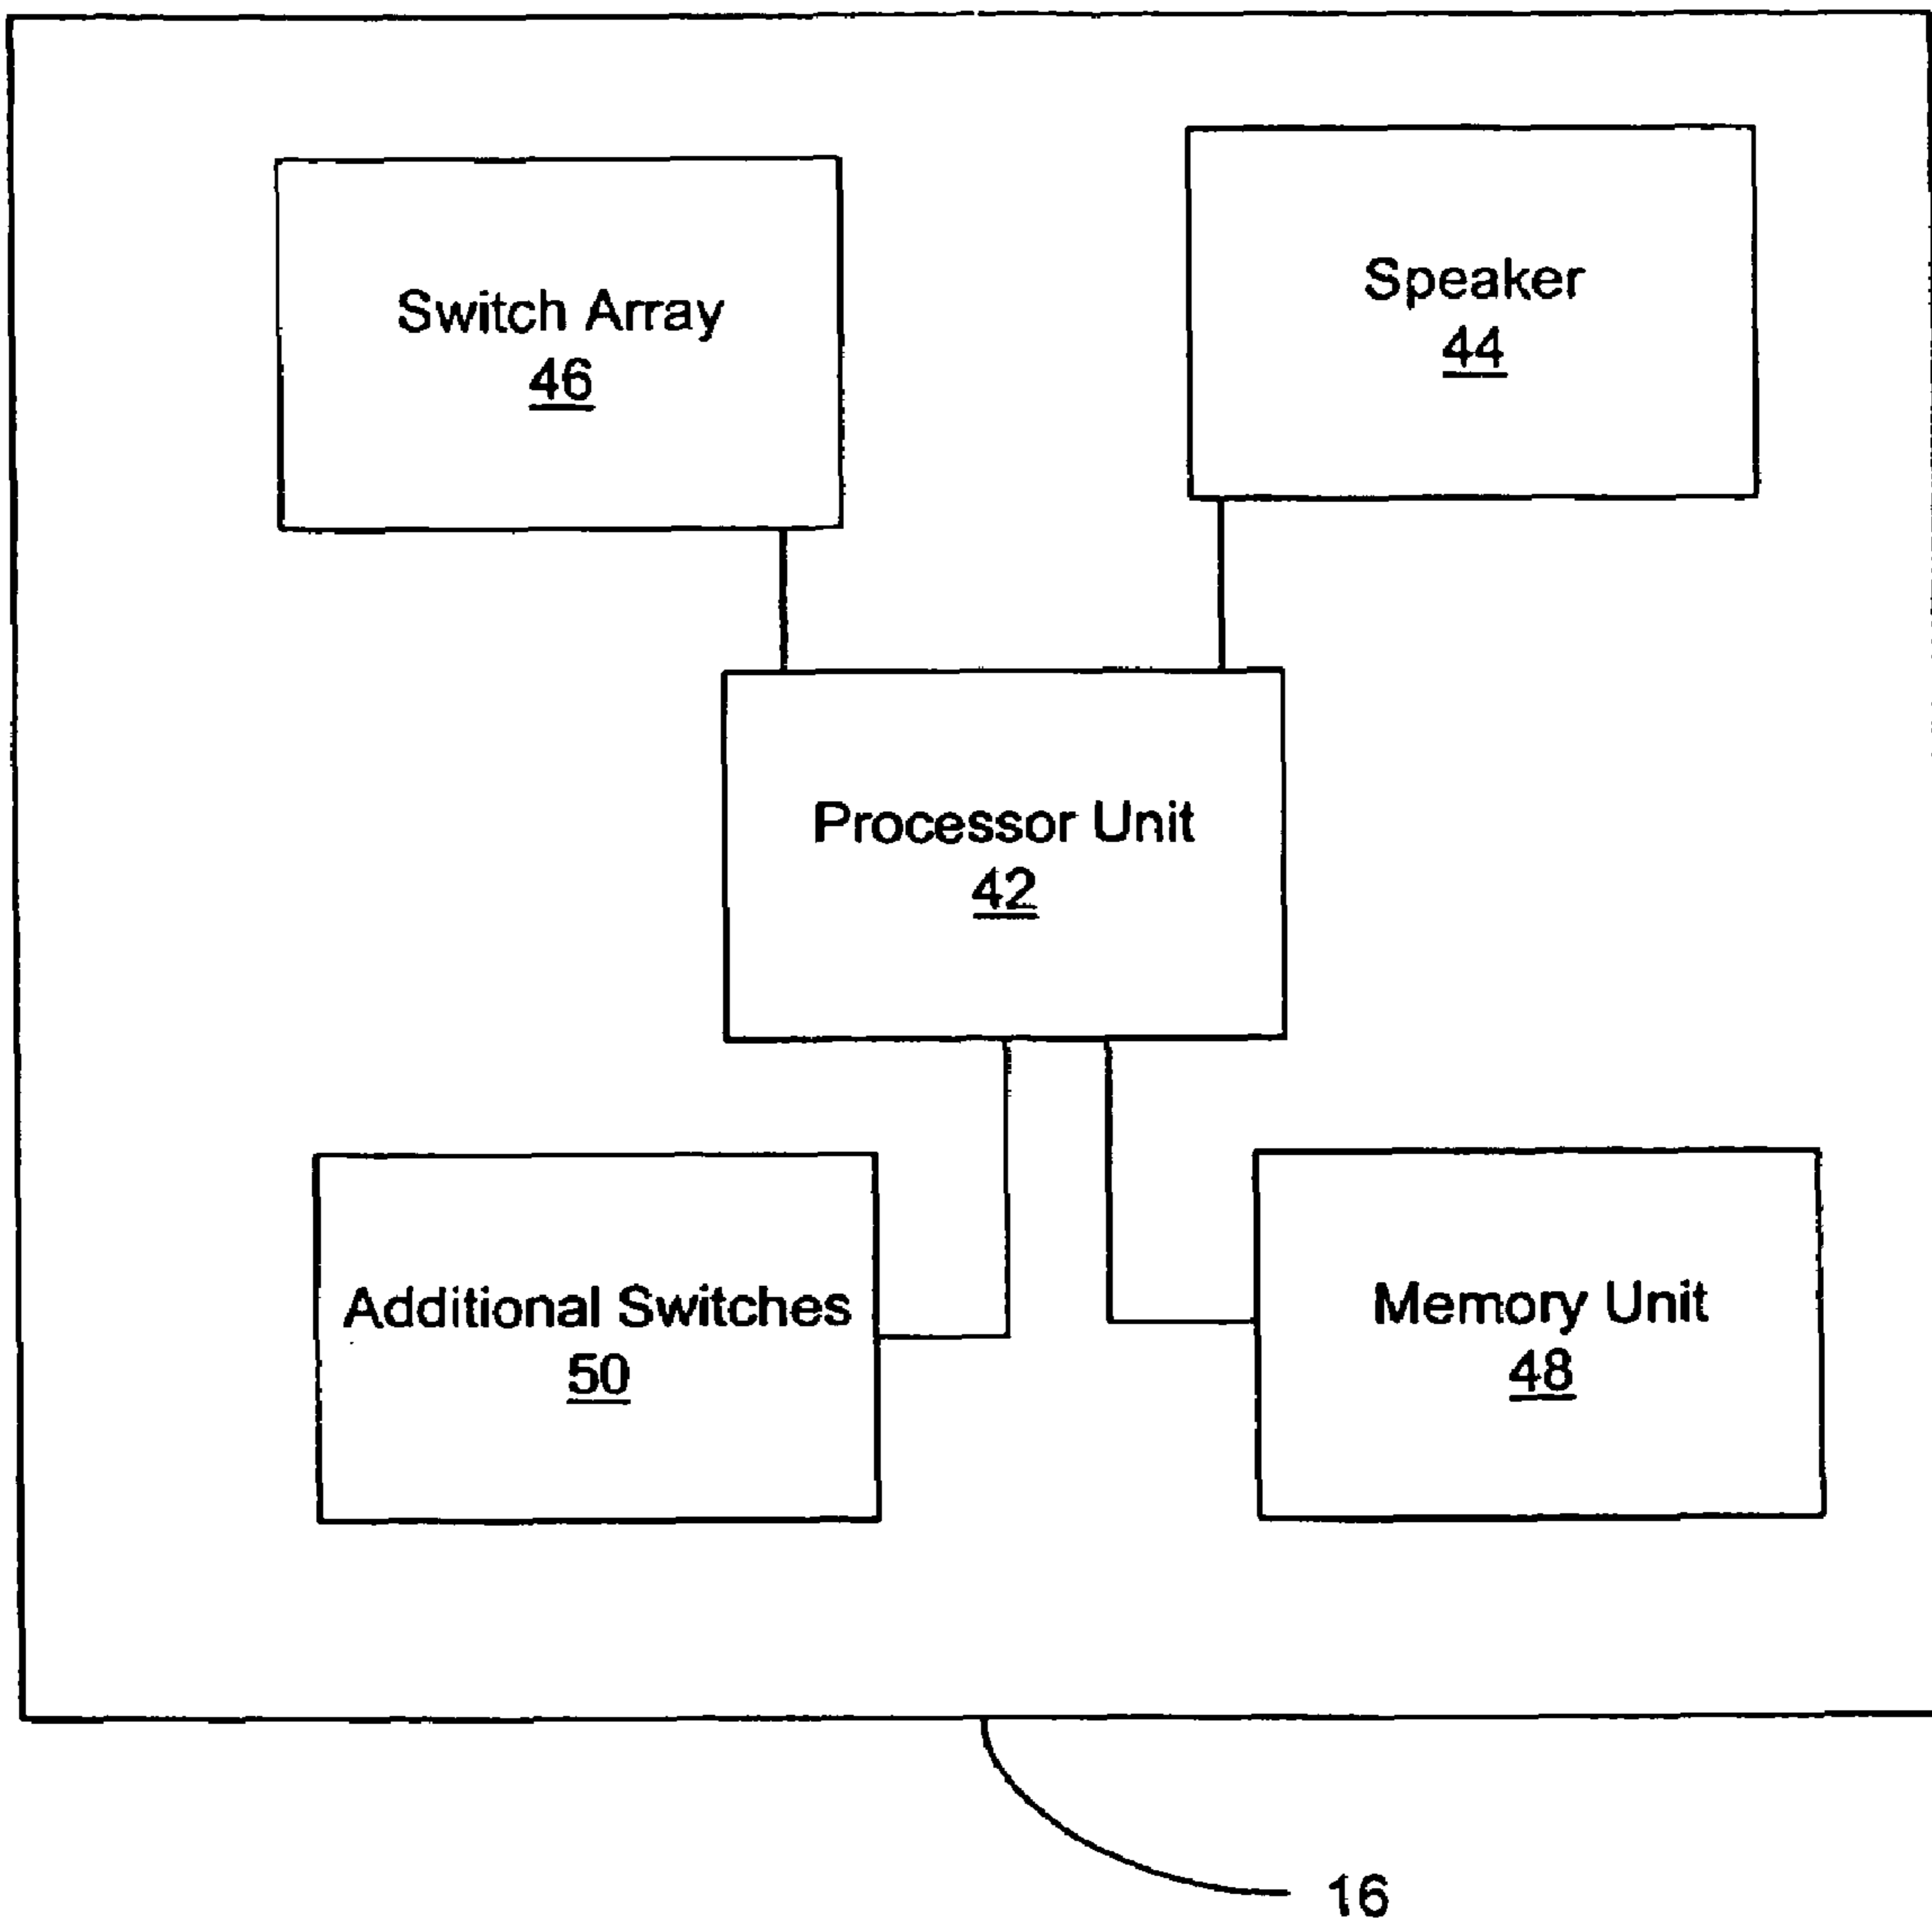 Switch Array
46
Speaker
44
Processor Unit
42
Additional Switches
50
Memory Unit
48
16